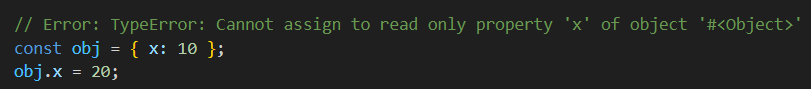 // Error: TypeError: Cannot assign to read only property 'x' of object '#<Object>'
const obj = { x: 10 };
obj.x = 20;